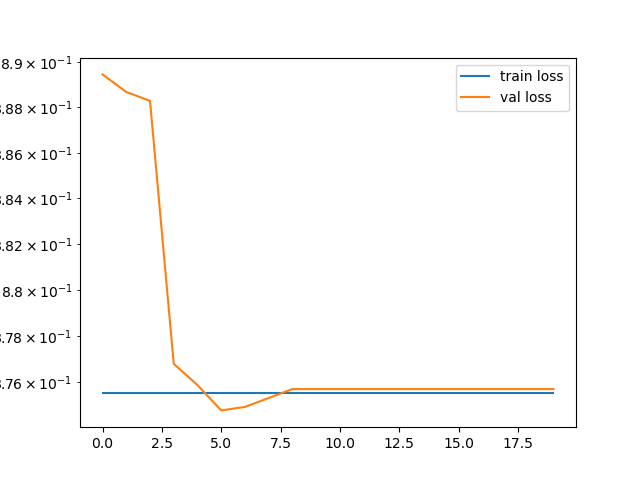 8.9 × 10⁻¹
8.88 × 10⁻¹
8.86 × 10⁻¹
8.84 × 10⁻¹
8.82 × 10⁻¹
8.8 × 10⁻¹
8.78 × 10⁻¹
8.76 × 10⁻¹
train loss
val loss
0.0 2.5 5.0 7.5 10.0 12.5 15.0 17.5